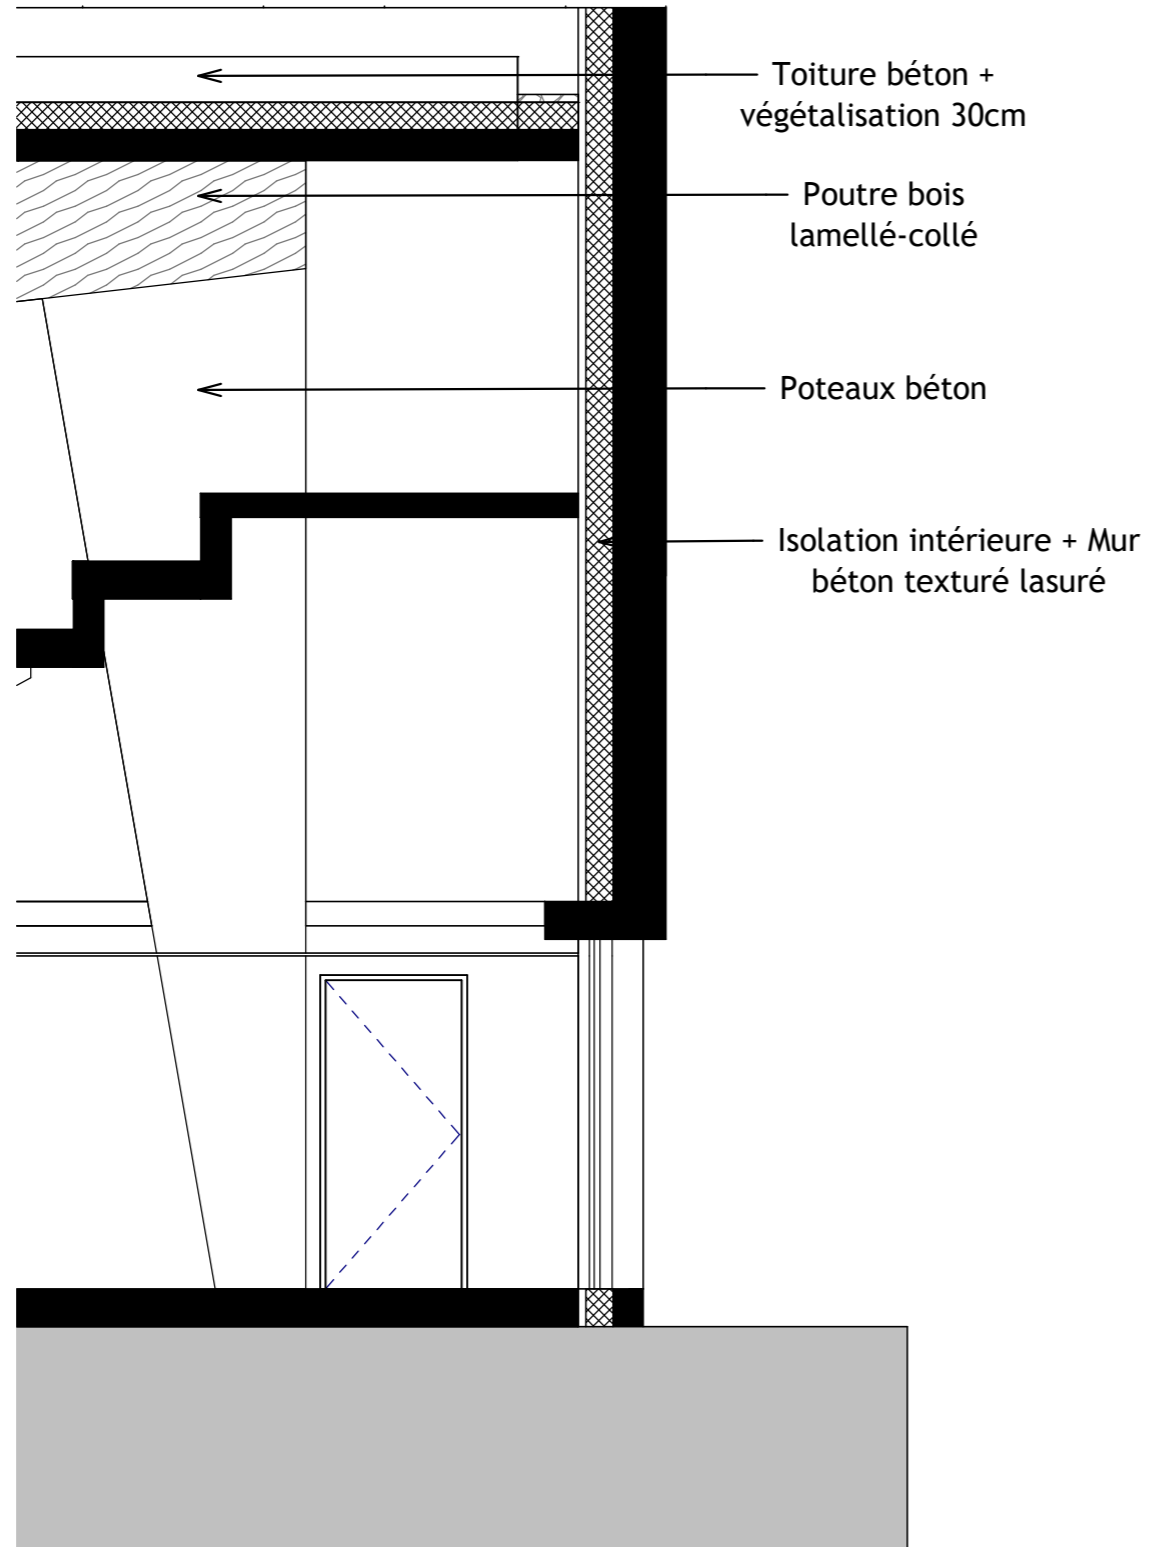 Toiture béton +
végétalisation 30cm
Poutre bois
lamellé-collé
Poteaux béton
Isolation intérieure + Mur
béton texturé lasuré